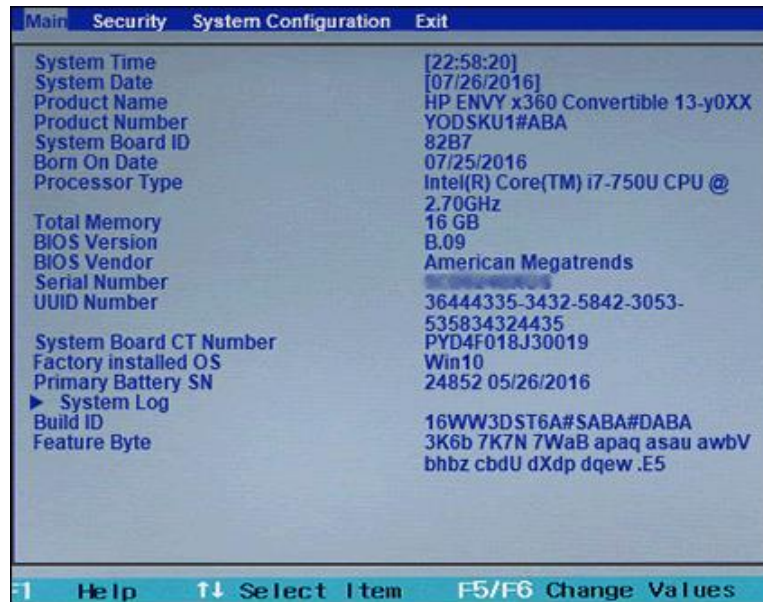 Main Security System Configuration Exit
System Time [22:58:20]
System Date [07/26/2016]
Product Name HP ENVY x360 Convertible 13-y0XX
Product Number YODSKU1#ABA
System Board ID 82B7
Born On Date 07/25/2016
Processor Type Intel(R) Core(TM) i7-750U CPU @
2.70GHz
Total Memory 16 GB
BIOS Version B.09
BIOS Vendor American Megatrends
Serial Number
UUID Number 36444335-3432-5842-3053-
535834324435
System Board CT Number PYD4F018J30019
Factory installed OS Win10
Primary Battery SN 24852 05/26/2016
▶ System Log
Build ID 16WW3DST6A#SABA#DABA
Feature Byte 3K6b 7K7N 7WaB apaq asau awbV
bhbz cbdU dXdp dqew .E5
F1 Help ↑↓ Select Item F5/F6 Change Values